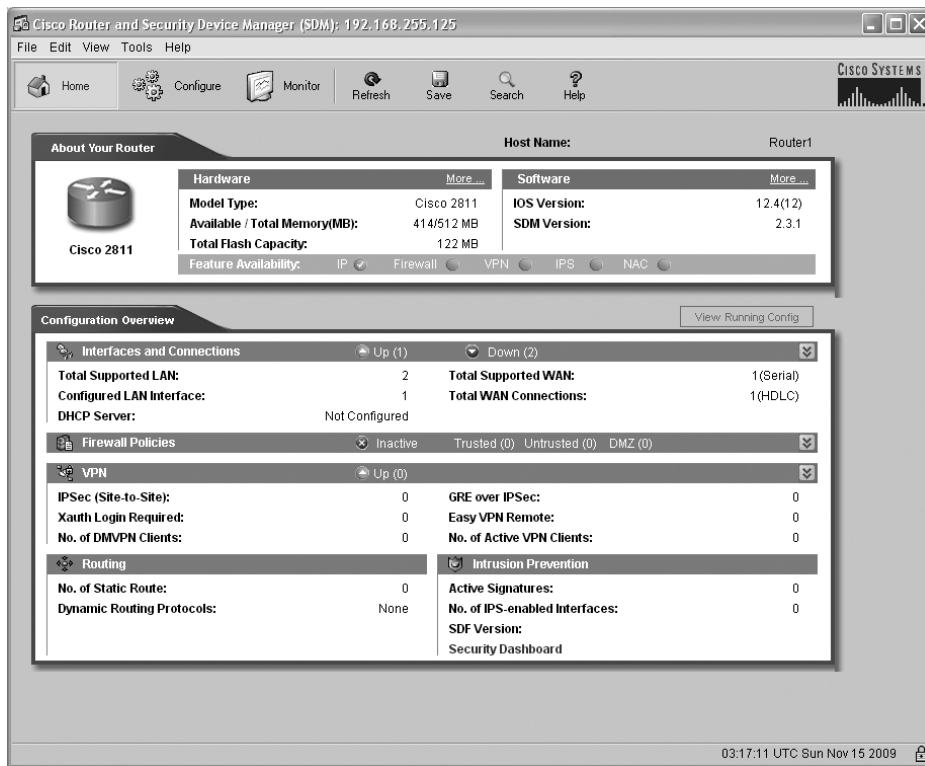 Cisco Router and Security Device Manager (SDM): 192.168.255.125
File Edit View Tools Help
Home Configure Monitor Refresh Save Search Help
CISCO SYSTEMS
About Your Router
Host Name: Router1
Hardware More ... Software More ...
Model Type: Cisco 2811 IOS Version: 12.4(12)
Available / Total Memory(MB): 414/512 MB SDM Version: 2.3.1
Total Flash Capacity: 122 MB
Cisco 2811
Feature Availability: IP Firewall VPN IPS NAC
Configuration Overview
View Running Config
Interfaces and Connections Up (1) Down (2)
Total Supported LAN: 2 Total Supported WAN: 1(Serial)
Configured LAN Interface: 1 Total WAN Connections: 1(HDLC)
DHCP Server: Not Configured
Firewall Policies Inactive Trusted (0) Untrusted (0) DMZ (0)
VPN Up (0)
IPSec (Site-to-Site): 0 GRE over IPSec: 0
Xauth Login Required: 0 Easy VPN Remote: 0
No. of DMVPN Clients: 0 No. of Active VPN Clients: 0
Routing Intrusion Prevention
No. of Static Route: 0 Active Signatures: 0
Dynamic Routing Protocols: None No. of IPS-enabled Interfaces: 0
SDF Version:
Security Dashboard
03:17:11 UTC Sun Nov 15 2009